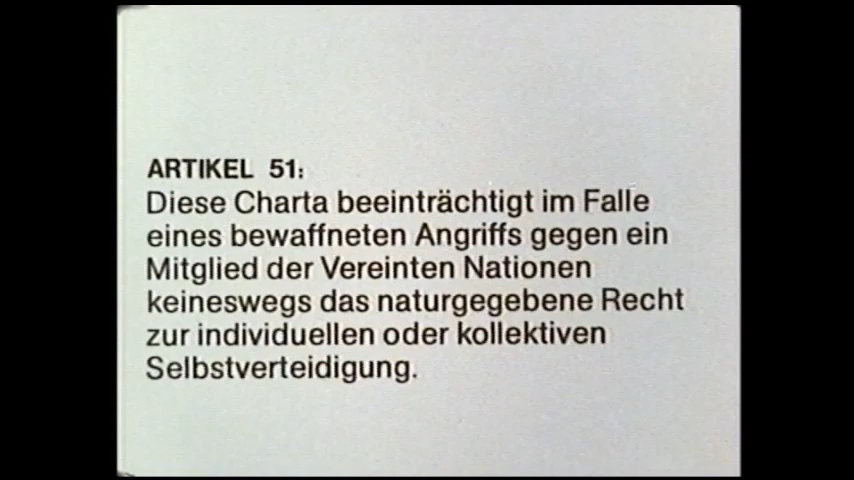 ARTIKEL 51:
Diese Charta beeinträchtigt im Falle
eines bewaffneten Angriffs gegen ein
Mitglied der Vereinten Nationen
keineswegs das naturgegebene Recht
zur individuellen oder kollektiven
Selbstverteidigung.